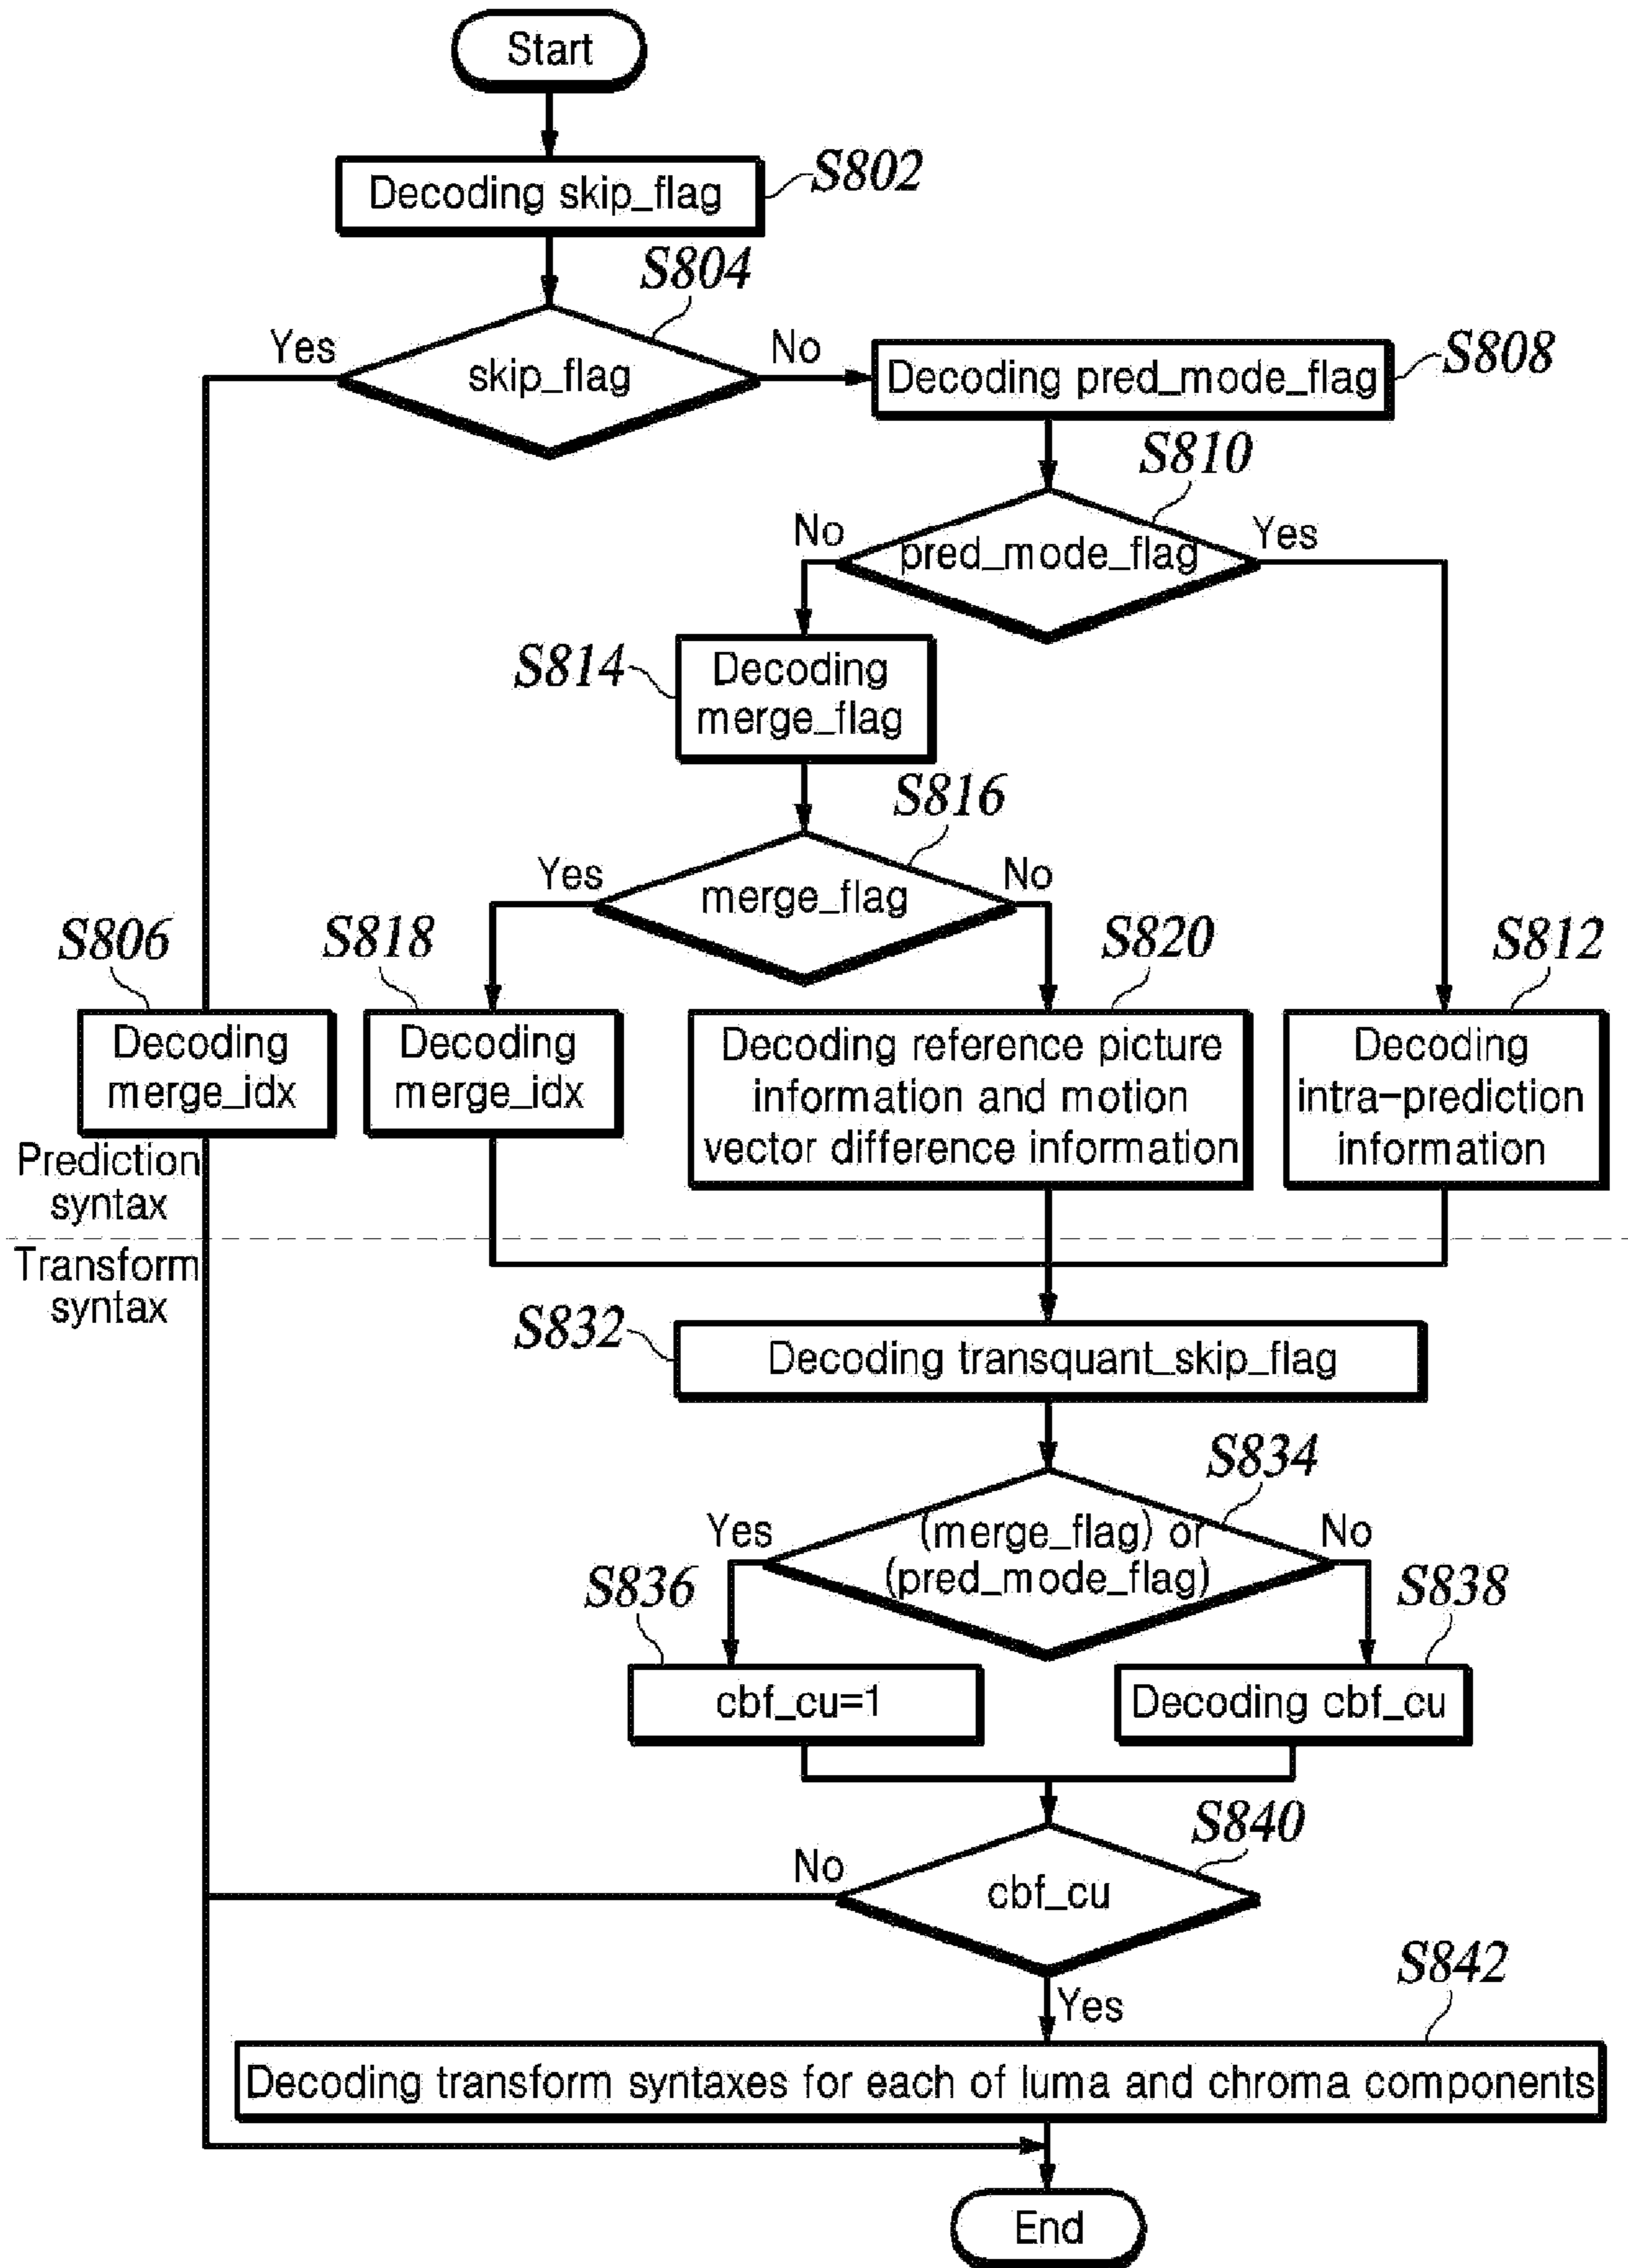 Start
Decoding skip_flag
S802
S804
Yes
skip_flag
No
Decoding pred_mode_flag
S808
S810
No
pred_mode_flag
Yes
S814
Decoding
merge_flag
S816
Yes
merge_flag
No
S806
Decoding
merge_idx
S818
Decoding
merge_idx
S820
Decoding reference picture
information and motion
vector difference information
S812
Decoding
intra-prediction
information
Prediction
syntax
Transform
syntax
S832
Decoding transquant_skip_flag
S834
Yes
(merge_flag) or
(pred_mode_flag)
No
S836
cbf_cu=1
S838
Decoding cbf_cu
S840
No
cbf_cu
Yes
S842
Decoding transform syntaxes for each of luma and chroma components
End